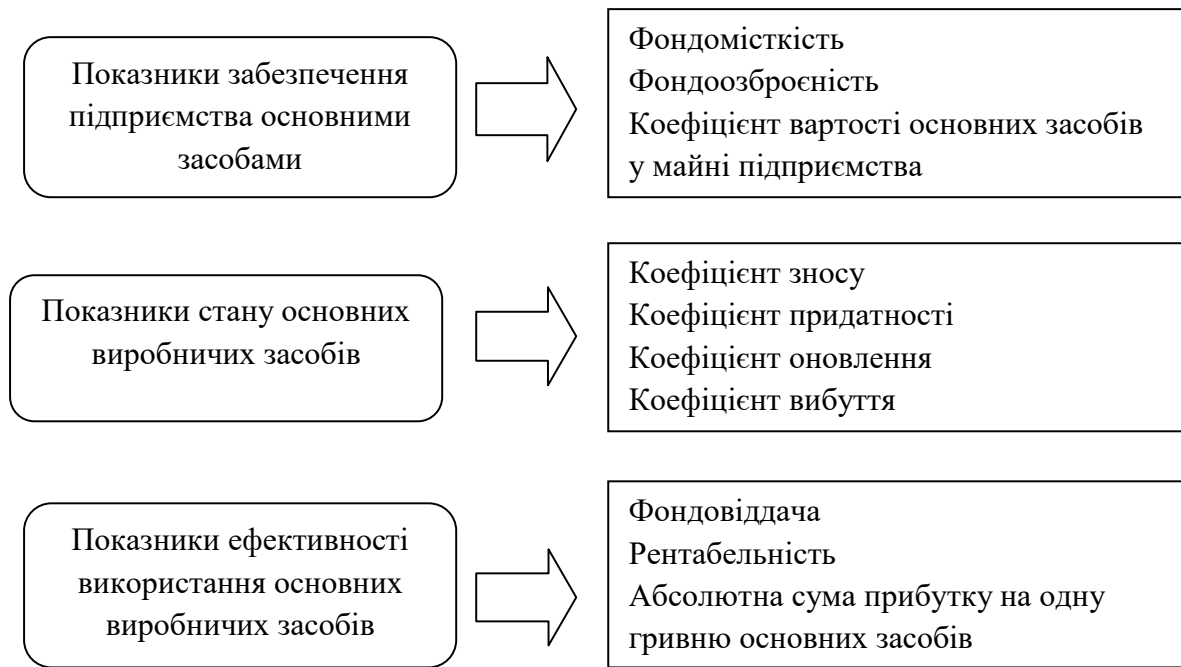 Показники забезпечення
підприємства основними
засобами
Фондомісткість
Фондоозброєність
Коефіцієнт вартості основних засобів
у майні підприємства
Показники стану основних
виробничих засобів
Коефіцієнт зносу
Коефіцієнт придатності
Коефіцієнт оновлення
Коефіцієнт вибуття
Показники ефективності
використання основних
виробничих засобів
Фондовіддача
Рентабельність
Абсолютна сума прибутку на одну
гривню основних засобів